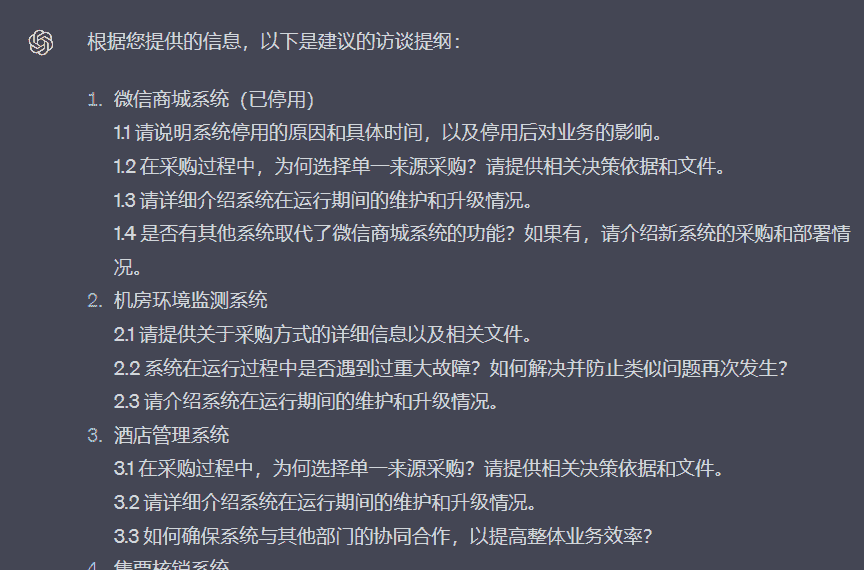 根据您提供的信息，以下是建议的访谈提纲：
1. 微信商城系统（已停用）
1.1 请说明系统停用的原因和具体时间，以及停用后对业务的影响。
1.2 在采购过程中，为何选择单一来源采购？请提供相关决策依据和文件。
1.3 请详细介绍系统在运行期间的维护和升级情况。
1.4 是否有其他系统取代了微信商城系统的功能？如果有，请介绍新系统的采购和部署情
况。
2. 机房环境监测系统
2.1 请提供关于采购方式的详细信息以及相关文件。
2.2 系统在运行过程中是否遇到过重大故障？如何解决并防止类似问题再次发生？
2.3 请介绍系统在运行期间的维护和升级情况。
3. 酒店管理系统
3.1 在采购过程中，为何选择单一来源采购？请提供相关决策依据和文件。
3.2 请详细介绍系统在运行期间的维护和升级情况。
3.3 如何确保系统与其他部门的协同合作，以提高整体业务效率？
4. 售票核销系统